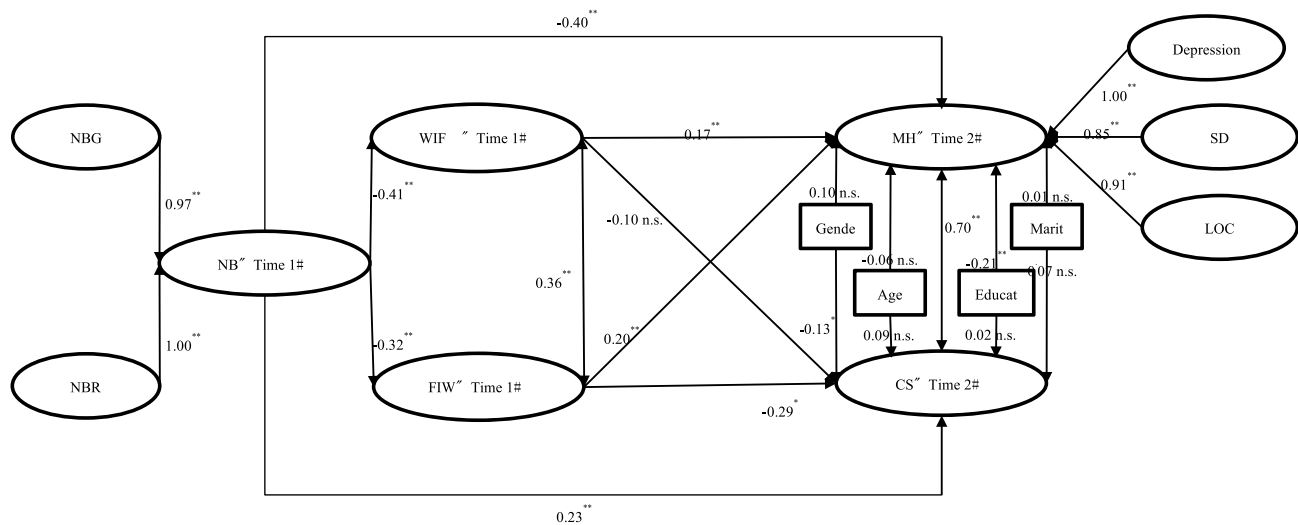 -0.40**
Depression
1.00**
NBG
WIF ″ Time 1#
0.17**
MH″ Time 2#
0.85**
SD
0.97**
-0.41**
-0.10 n.s.
0.10 n.s.
0.01 n.s.
0.91**
Gende
0.70**
Marit
LOC
NB″ Time 1#
-0.06 n.s.
-0.21**
0.07 n.s.
0.36**
Age
Educat
1.00**
-0.32**
0.20**
-0.13*
0.09 n.s.
0.02 n.s.
NBR
FIW″ Time 1#
CS″ Time 2#
-0.29*
0.23**